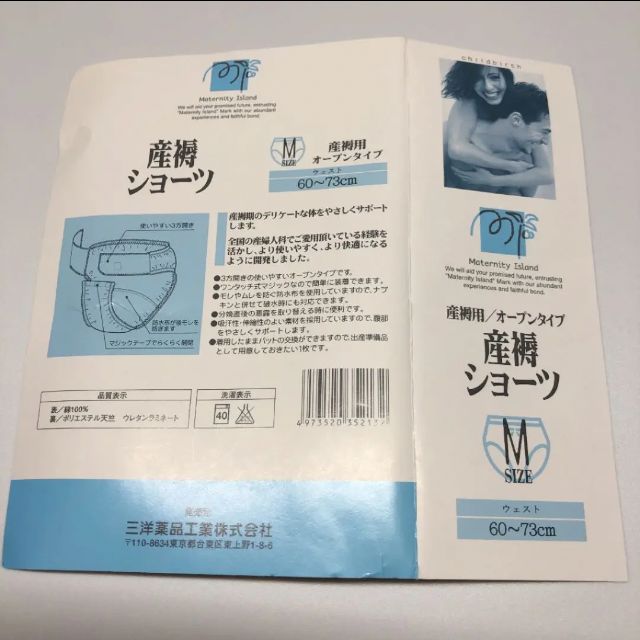 Maternity Island
We will aid your promised future, entrusting
"Maternity Island" Mark with our abundant
experiences and faithful bond.
産褥
ショーツ
M
SIZE
産褥用
オープンタイプ
ウェスト
60〜73cm
使いやすい3方開き
防水布が後モレを
防ぎます
マジックテープでらくらく開閉
産褥期のデリケートな体をやさしくサポート
します。
全国の産婦人科でご愛用頂いている経験を
活かし、より使いやすく、より快適になる
ように開発しました。
●3方開きの使いやすいオープンタイプです。
●ワンタッチ式マジックなので簡単に装着できます。
●モレやムレを防ぐ防水布を使用していますので、ナプ
キンと併せて破水時にも対応できます。
●分娩直後の悪露を取り替える時に便利です。
●吸汗性・伸縮性のよい素材を採用していますので、腹部
をやさしくサポートします。
●着用したままパットの交換ができますので、出産準備品
として用意しておきたい1枚です。
品質表示
表/綿100%
裏/ポリエステル天竺 ウレタンラミネート
洗濯表示
40
4973520352137
発売元
三洋薬品工業株式会社
〒110-8634東京都台東区東上野1-8-6
childbirth
Maternity Island
We will aid your promised future, entrusting
"Maternity Island" Mark with our abundant
experiences and faithful bond.
産褥用/オープンタイプ
産褥
ショーツ
M
SIZE
ウェスト
60〜73cm